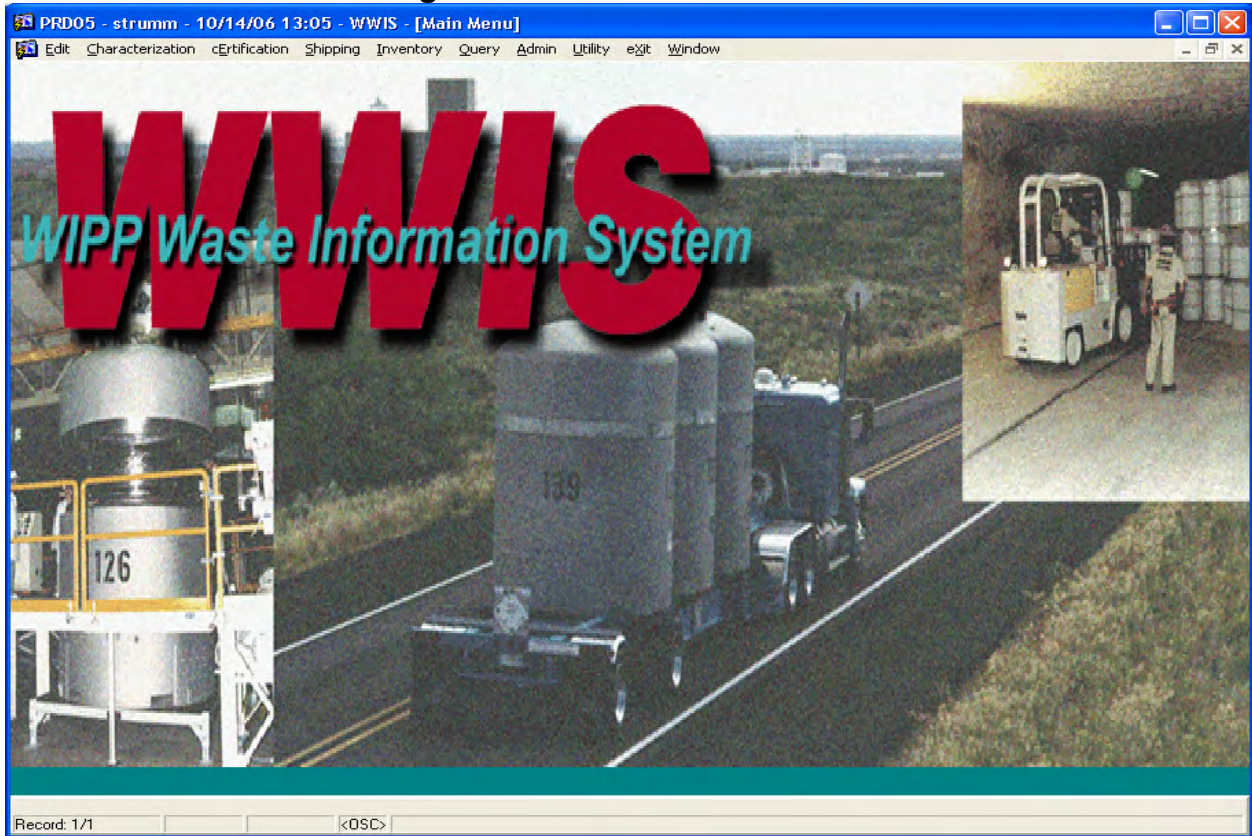 PRD05 - strumm - 10/14/06 13:05 - WWIS - [Main Menu]
Edit Characterization cErtification Shipping Inventory Query Admin Utility eXit Window
WWIS
WIPP Waste Information System
139
126
Record: 1/1 <OSC>